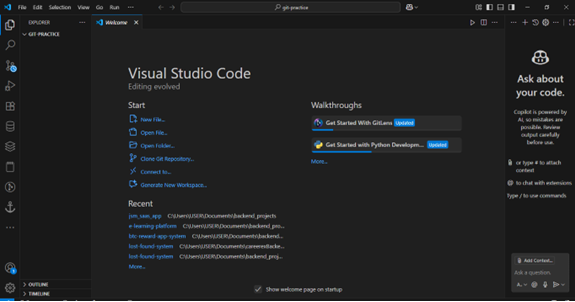 File Edit Selection View Go Run ...
git-practice
EXPLORER
Welcome
GIT-PRACTICE
Visual Studio Code
Editing evolved
Start
New File...
Open File...
Open Folder...
Clone Git Repository...
Connect to...
Generate New Workspace...
Recent
jsm_saas_app C:\Users\USER\Documents\backend_projects
e-learning-platform C:\Users\USER\Documents\backend_pro...
btc-reward-app-system C:\Users\USER\Documents\backend...
lost-found-system C:\Users\USER\Documents\careerexBacke...
lost-found-system C:\Users\USER\Documents\backend_proj...
More...
Walkthroughs
Get Started With GitLens Updated
Get Started with Python Developm... Updated
More...
Show welcome page on startup
OUTLINE
TIMELINE
Ask about
your code.
Copilot is powered by
AI, so mistakes are
possible. Review
output carefully
before use.
or type # to attach
context
@ to chat with extensions
Type / to use commands
Add Context...
Ask a question.